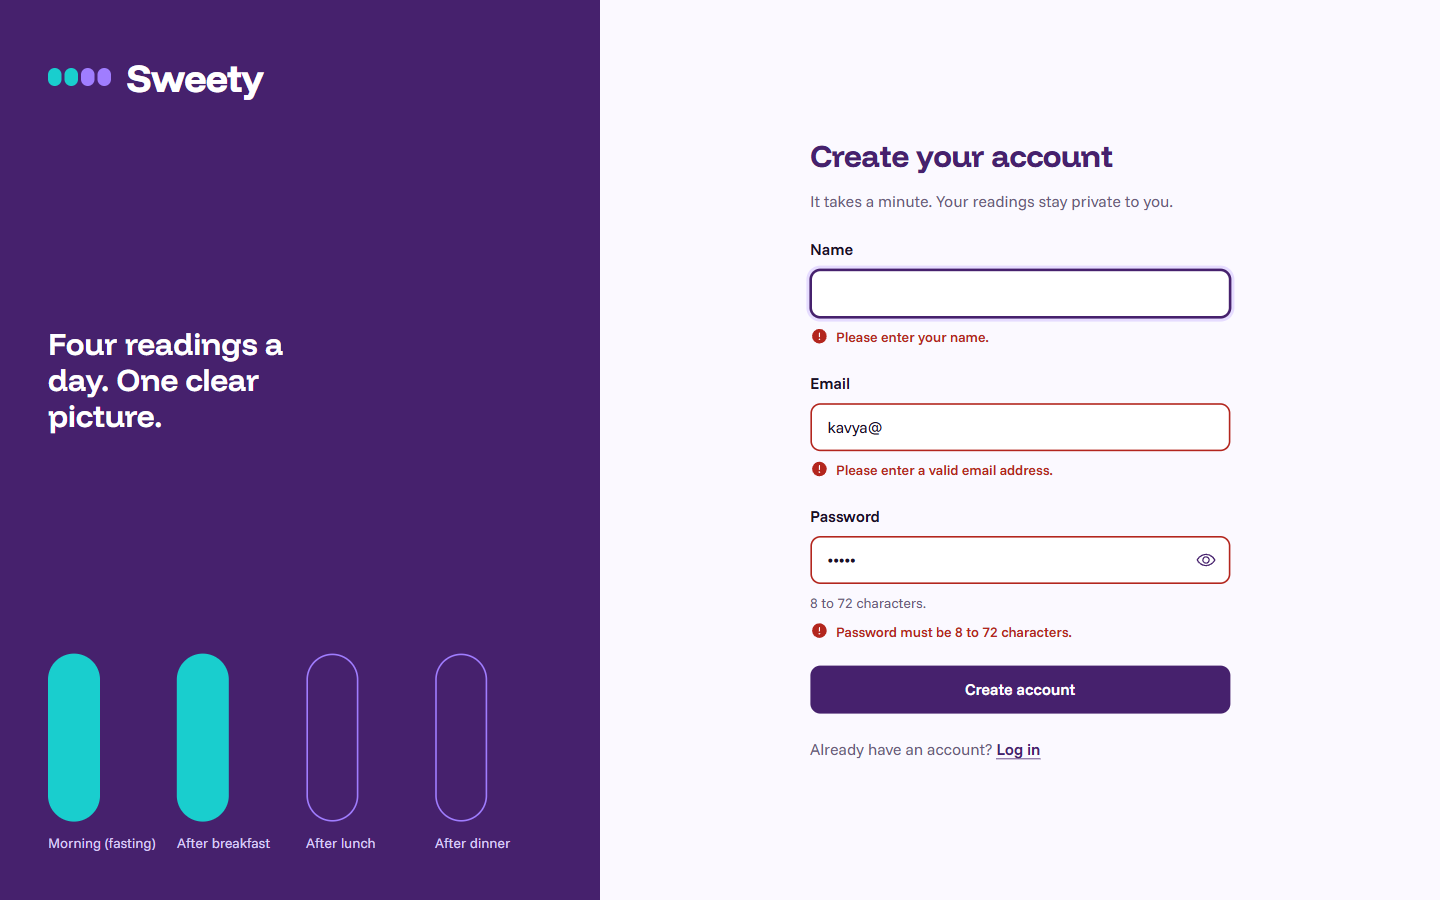 Sweety
Four readings a
day. One clear
picture.
Morning (fasting)
After breakfast
After lunch
After dinner
Create your account
It takes a minute. Your readings stay private to you.
Name
Please enter your name.
Email
kavya@
Please enter a valid email address.
Password
•••••
8 to 72 characters.
Password must be 8 to 72 characters.
Create account
Already have an account? Log in